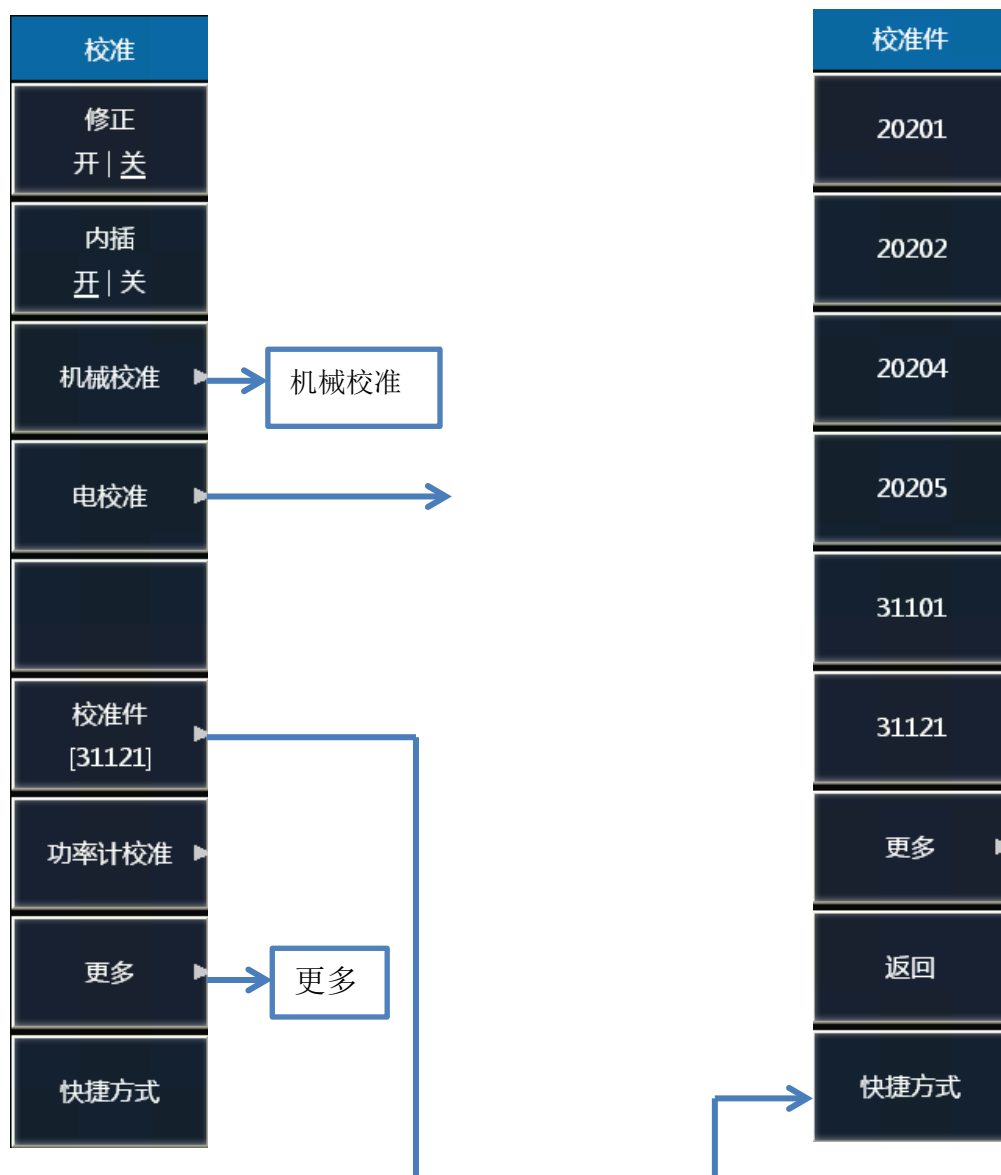 校准
修正
开|关
内插
开|关
机械校准
电校准
校准件
[31121]
功率计校准
更多
快捷方式
机械校准
更多
校准件
20201
20202
20204
20205
31101
31121
更多
返回
快捷方式